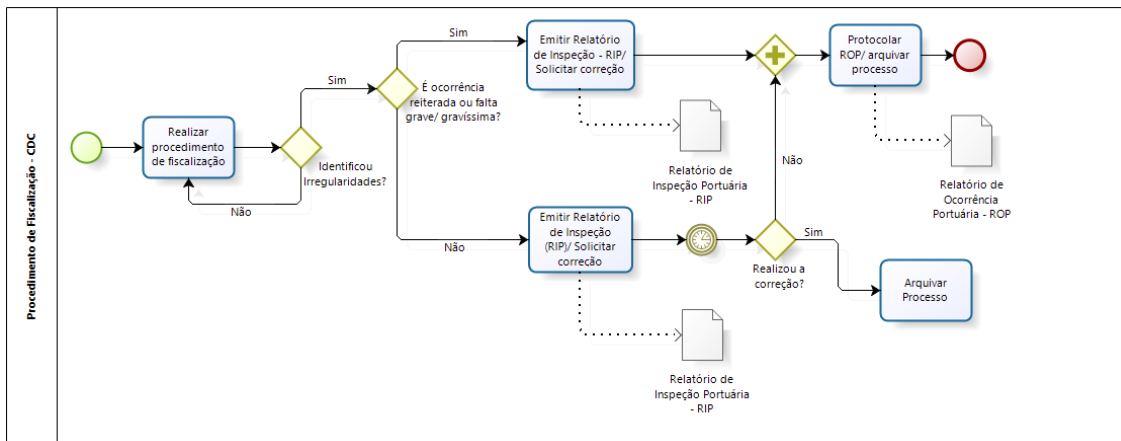 Procedimento de Fiscalização - CDC
Realizar
procedimento
de fiscalização
Não
Identificou
Irregularidades?
Sim
É ocorrência
reiterada ou falta
grave/ gravíssima?
Sim
Emitir Relatório
de Inspeção - RIP/
Solicitar correção
Relatório de
Inspeção Portuária
- RIP
Protocolar
ROP/ arquivar
processo
Relatório de
Ocorrência
Portuária - ROP
Não
Emitir Relatório
de Inspeção
(RIP)/ Solicitar
correção
Relatório de
Inspeção Portuária
- RIP
Realizou a
correção?
Não
Sim
Arquivar
Processo